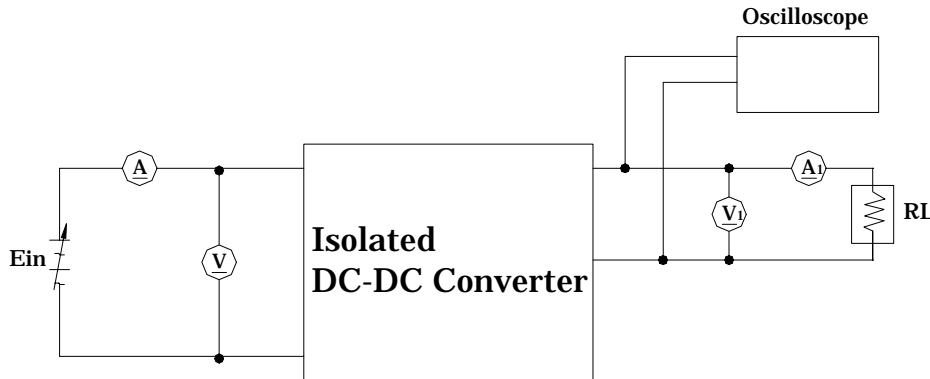 Oscilloscope
A
A1
V1
RL
Ein
V
Isolated
DC-DC Converter